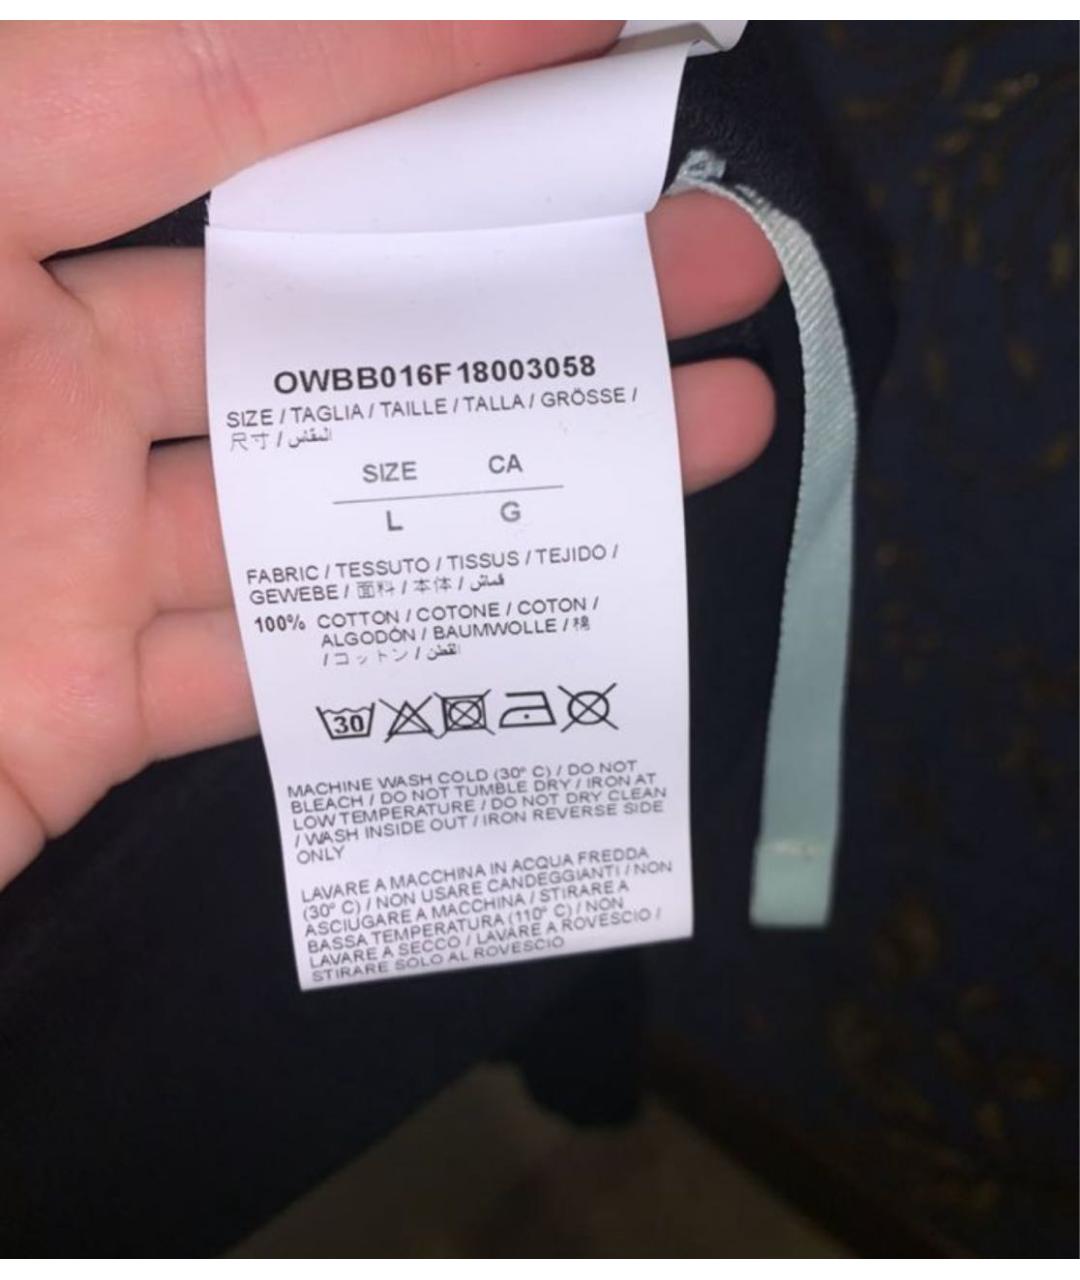 OWBB016F18003058
SIZE / TAGLIA / TAILLE / TALLA / GRÖSSE /
尺寸 / المقاس
SIZE CA
L G
FABRIC / TESSUTO / TISSUS / TEJIDO /
GEWEBE / 面料 / 本体 / قماش
100% COTTON / COTONE / COTON /
ALGODÓN / BAUMWOLLE / 棉
/ コットン / القطن
30
MACHINE WASH COLD (30° C) / DO NOT
BLEACH / DO NOT TUMBLE DRY / IRON AT
LOW TEMPERATURE / DO NOT DRY CLEAN
/ WASH INSIDE OUT / IRON REVERSE SIDE
ONLY
LAVARE A MACCHINA IN ACQUA FREDDA
(30° C) / NON USARE CANDEGGIANTI / NON
ASCIUGARE A MACCHINA / STIRARE A
BASSA TEMPERATURA (110° C) / NON
LAVARE A SECCO / LAVARE A ROVESCIO /
STIRARE SOLO AL ROVESCIO